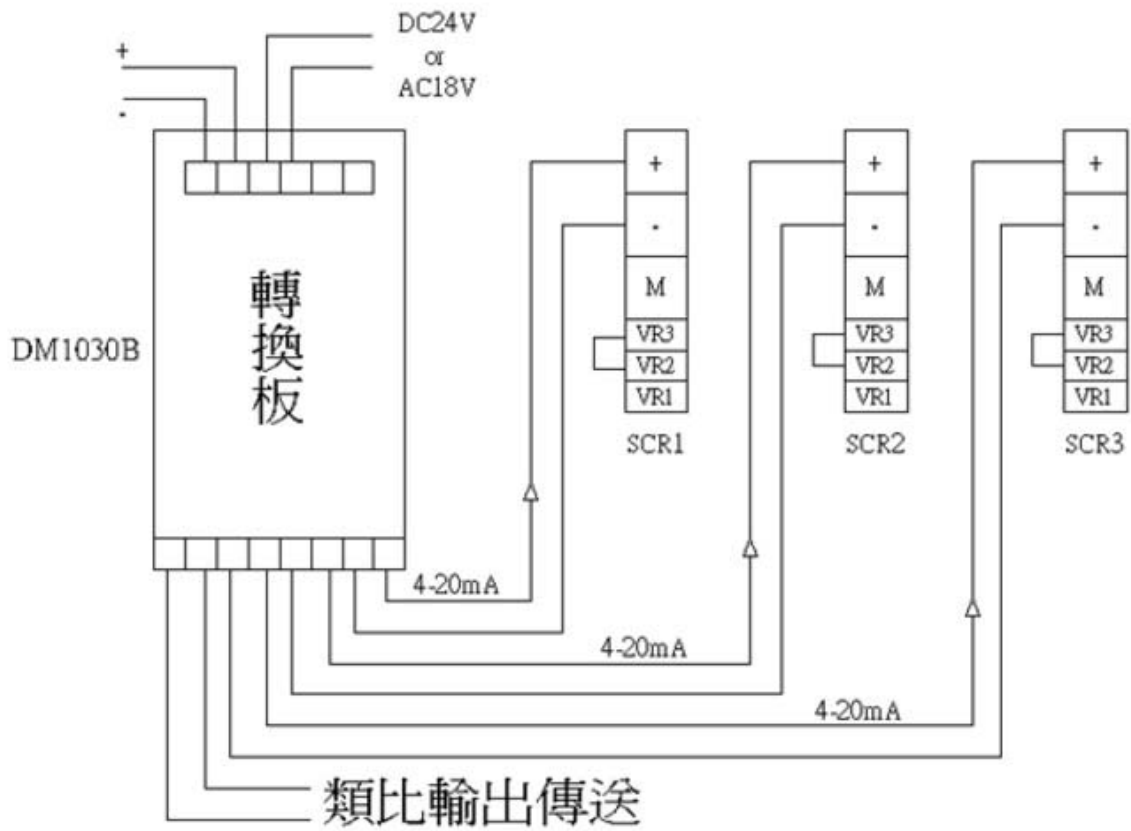 DC24V
or
AC18V
+
-
轉換板
DM1030B
+
-
M
VR3
VR2
VR1
SCR1
+
-
M
VR3
VR2
VR1
SCR2
+
-
M
VR3
VR2
VR1
SCR3
4-20mA
4-20mA
4-20mA
類比輸出傳送